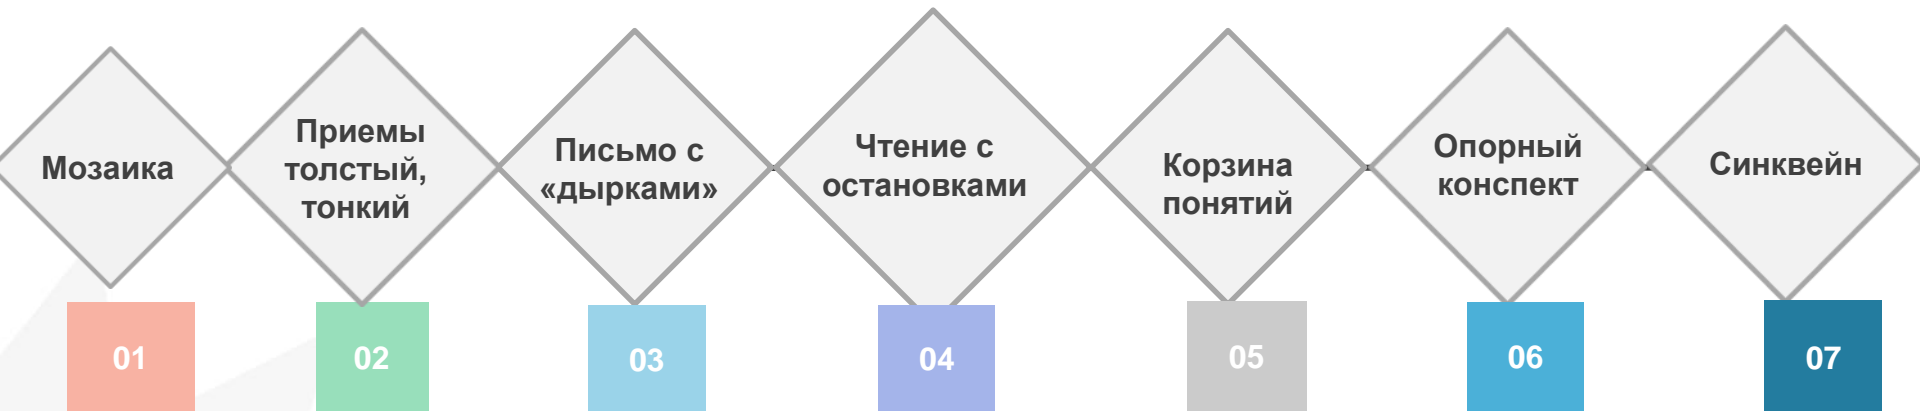 Мозаика
Приемы
толстый,
тонкий
Письмо с
«дырками»
Чтение с
остановками
Корзина
понятий
Опорный
конспект
Синквейн
01
02
03
04
05
06
07